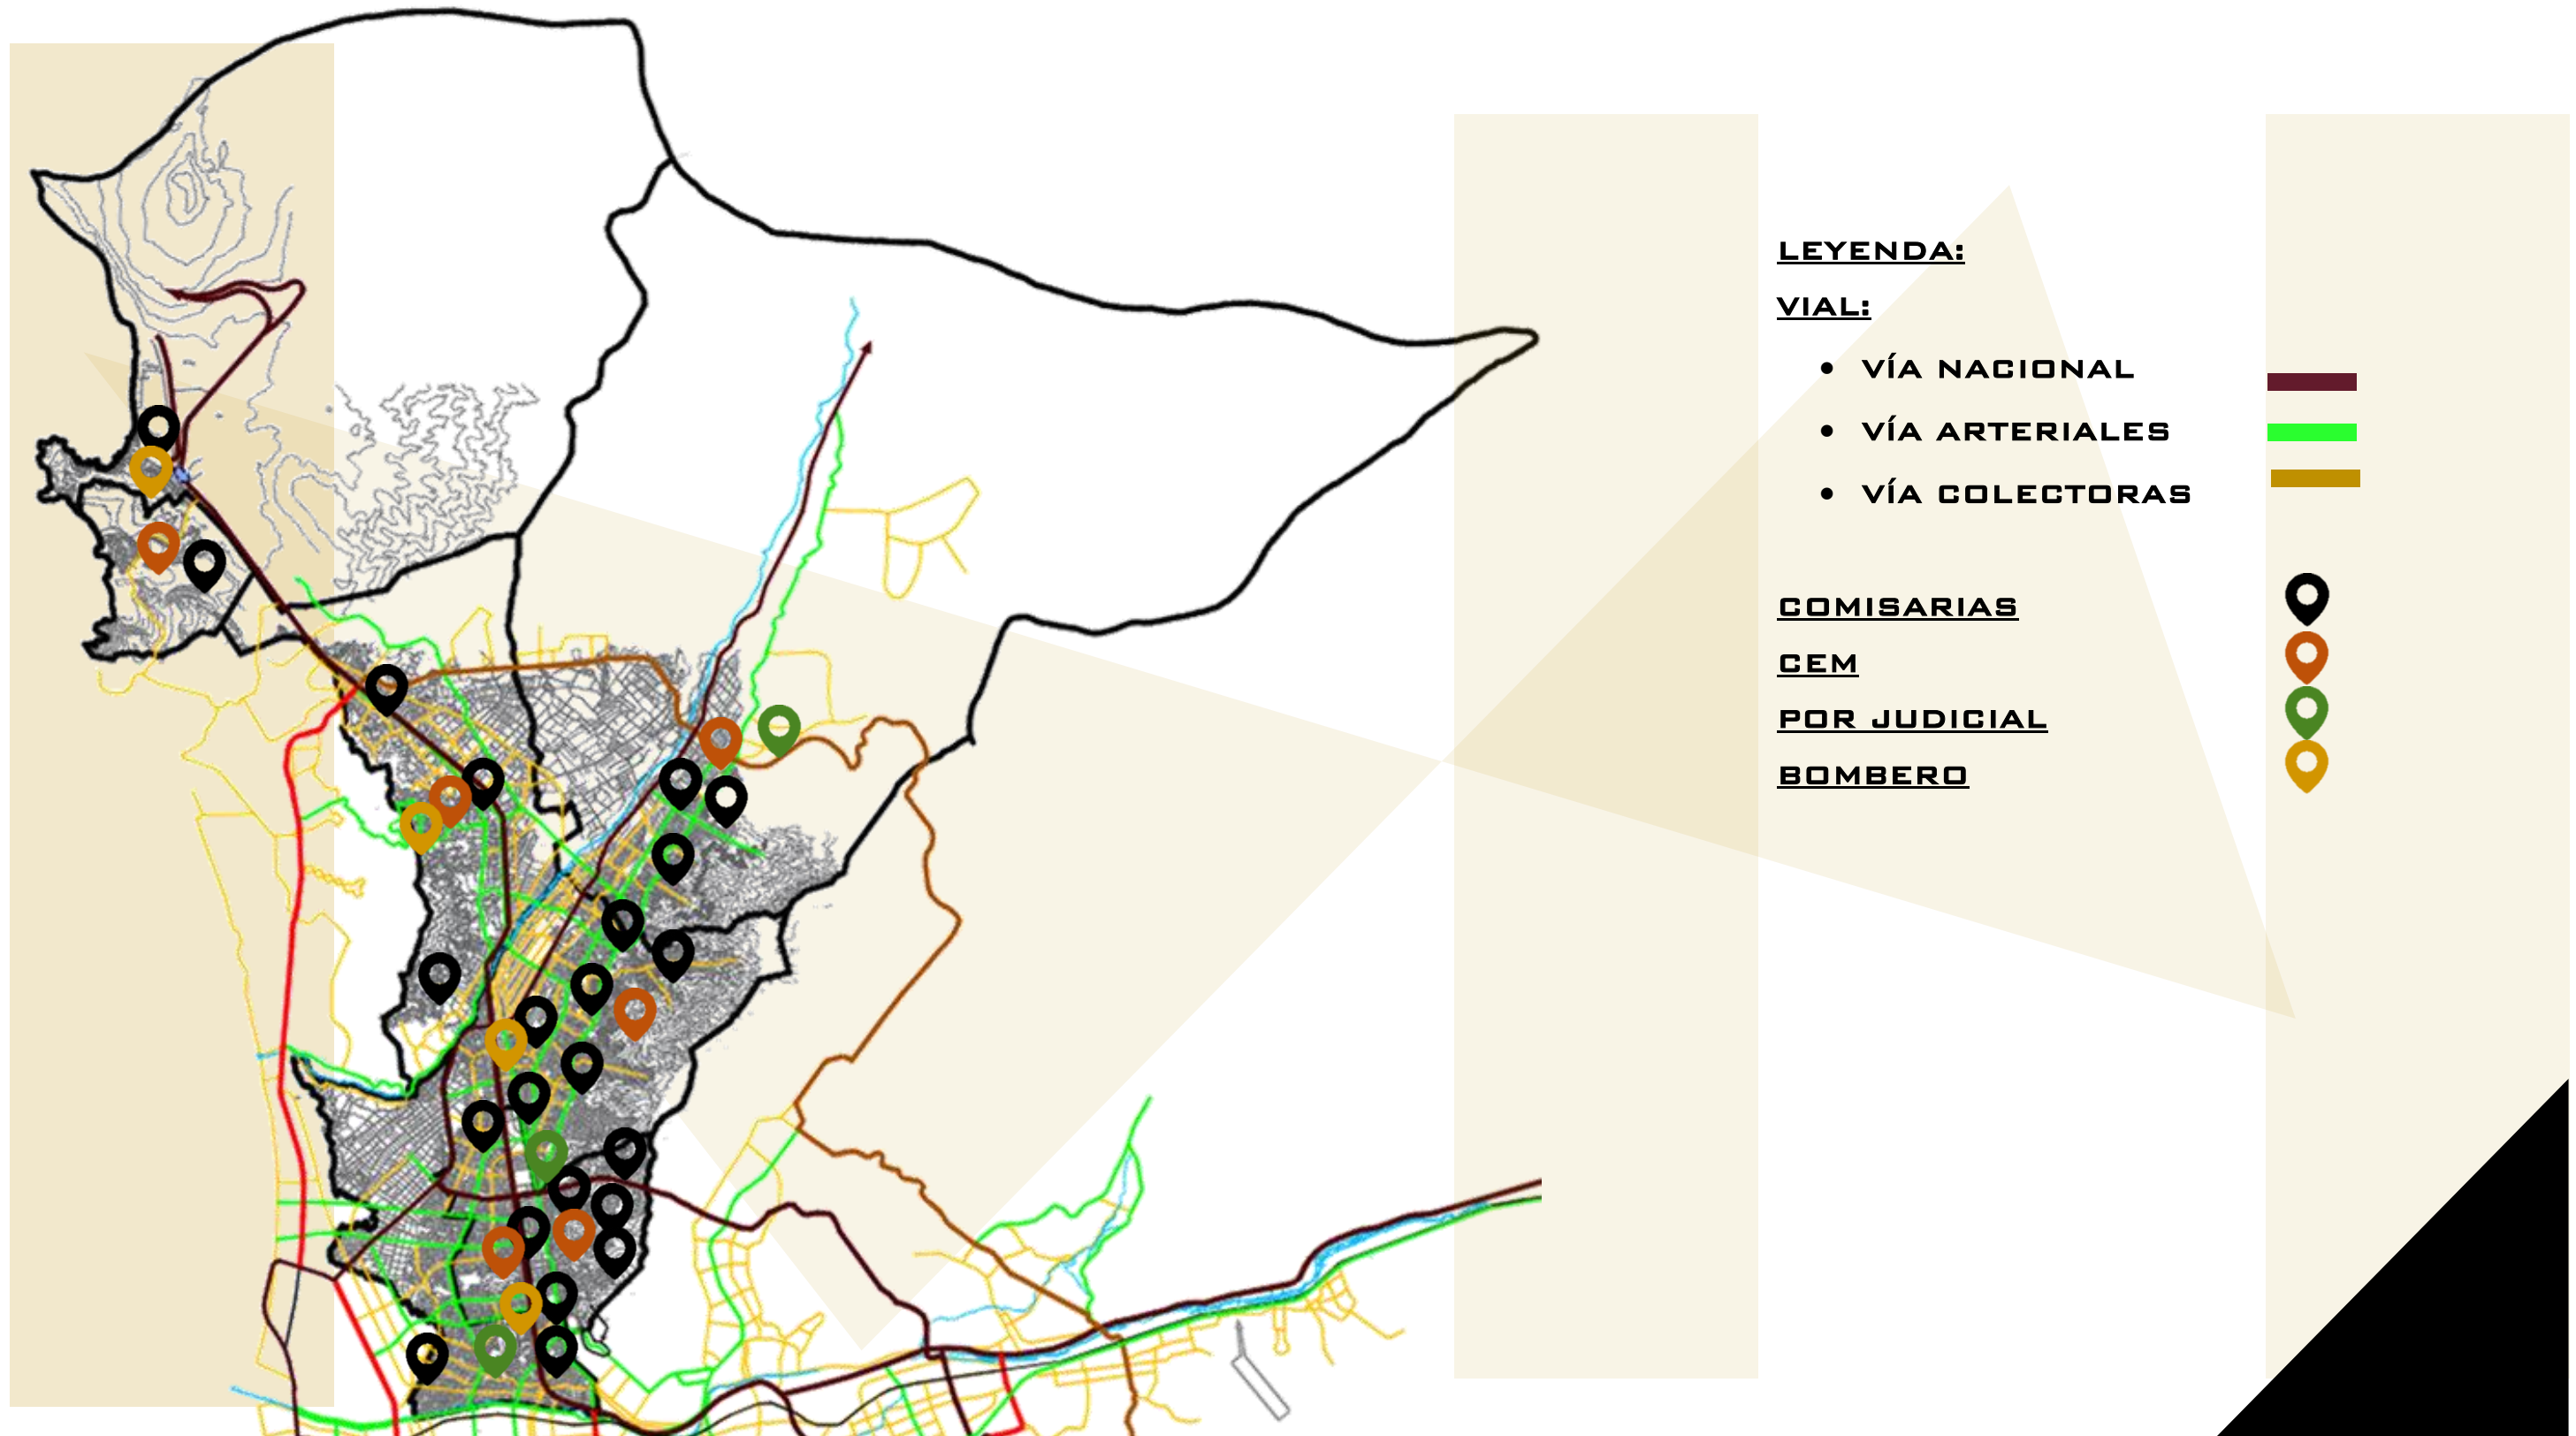 LEYENDA:
VIAL:
• VÍA NACIONAL
• VÍA ARTERIALES
• VÍA COLECTORAS
COMISARIAS
CEM
POR JUDICIAL
BOMBERO